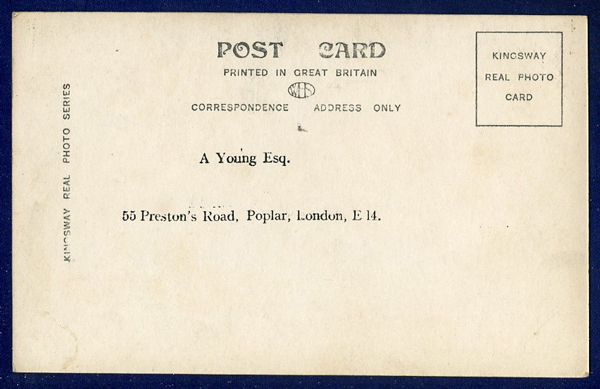 POST CARD
PRINTED IN GREAT BRITAIN
CORRESPONDENCE ADDRESS ONLY
KINGSWAY
REAL PHOTO
CARD
KINGSWAY REAL PHOTO SERIES
A Young Esq.
55 Preston's Road, Poplar, London, E 14.